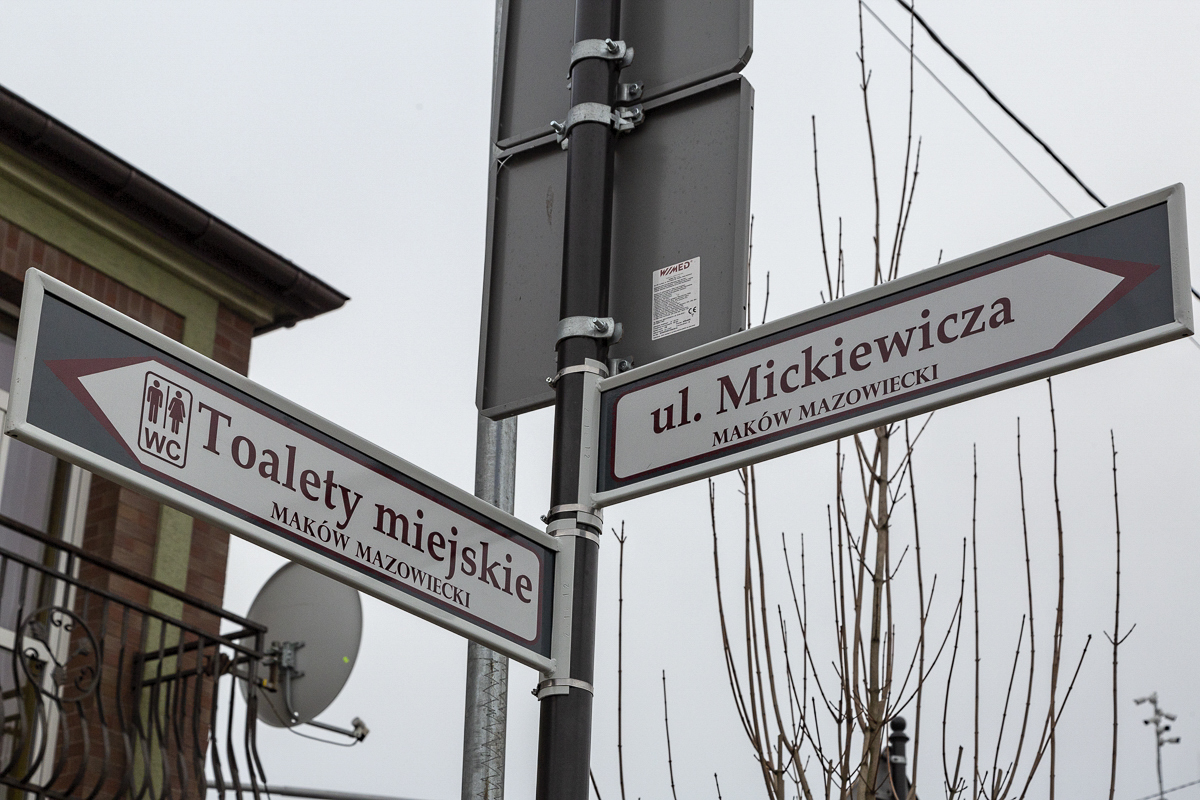 WIMED
ul. Mickiewicza
MAKÓW MAZOWIECKI
WC
Toalety miejskie
MAKÓW MAZOWIECKI